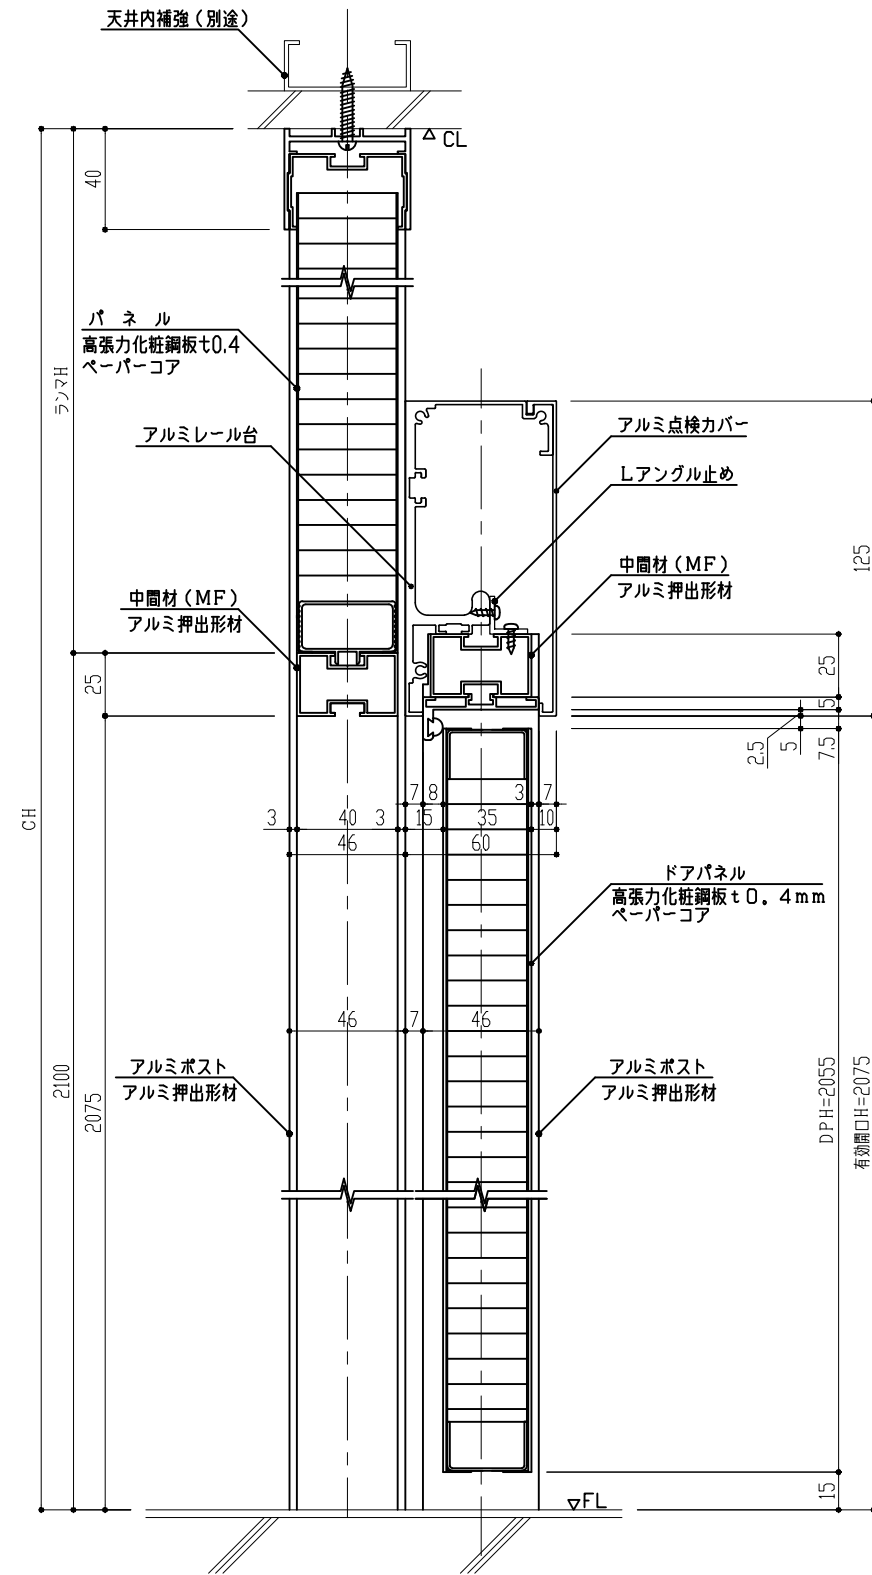 天井内補強（別途）
CL
40
パネル
高張力化粧鋼板t0.4
ペーパーコア
ランマH
アルミレール台
アルミ点検カバー
Lアングル止め
125
中間材（MF）
アルミ押出形材
中間材（MF）
アルミ押出形材
25
25
5
2.5
5
7.5
7
8
3
7
3
40
3
15
35
10
46
60
CH
ドアパネル
高張力化粧鋼板t0．4mm
ペーパーコア
46
7
46
アルミポスト
アルミ押出形材
アルミポスト
アルミ押出形材
2100
2075
DPH=2055
有効開口H=2075
15
FL